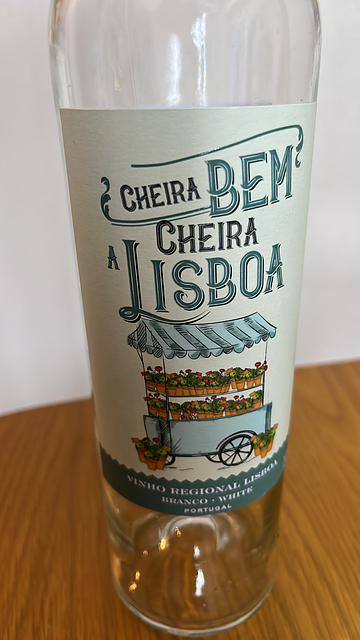 CHEIRA BEM
CHEIRA
A LISBOA
VINHO REGIONAL LISBOA
BRANCO • WHITE
PORTUGAL